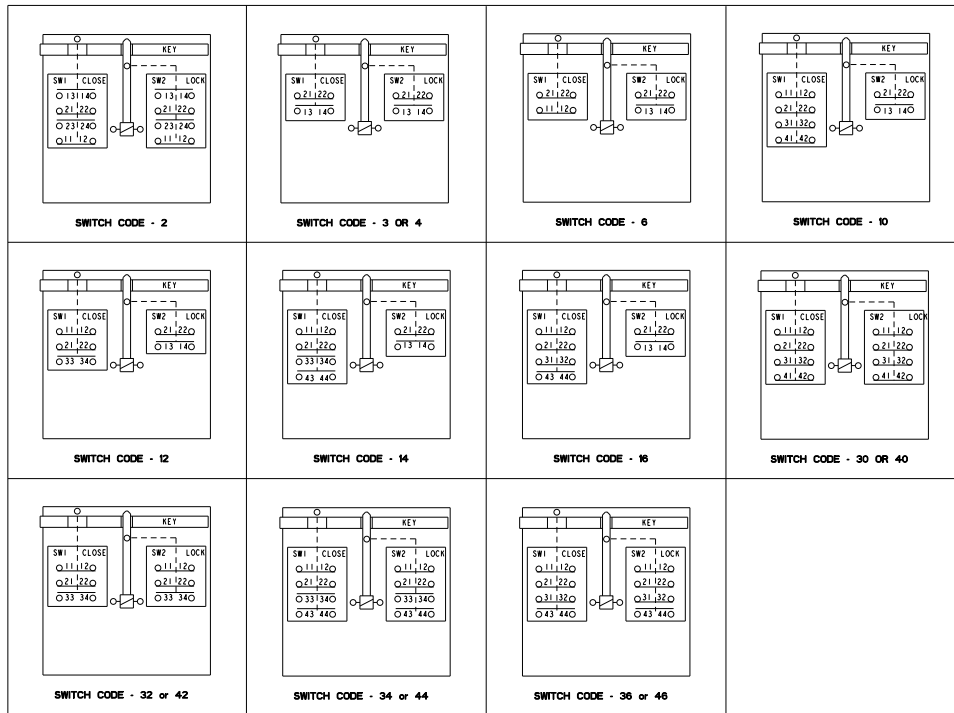 KEY
SW1 CLOSE
13 14
21 22
23 24
11 12
SW2 LOCK
13 14
21 22
23 24
11 12
SWITCH CODE - 2
KEY
SW1 CLOSE
21 22
13 14
SW2 LOCK
21 22
13 14
SWITCH CODE - 3 OR 4
KEY
SW1 CLOSE
21 22
11 12
SW2 LOCK
21 22
13 14
SWITCH CODE - 6
KEY
SW1 CLOSE
11 12
21 22
31 32
41 42
SW2 LOCK
21 22
13 14
SWITCH CODE - 10
KEY
SW1 CLOSE
11 12
21 22
33 34
SW2 LOCK
21 22
13 14
SWITCH CODE - 12
KEY
SW1 CLOSE
11 12
21 22
33 34
43 44
SW2 LOCK
21 22
13 14
SWITCH CODE - 14
KEY
SW1 CLOSE
11 12
21 22
31 32
43 44
SW2 LOCK
21 22
13 14
SWITCH CODE - 16
KEY
SW1 CLOSE
11 12
21 22
31 32
41 42
SW2 LOCK
11 12
21 22
31 32
41 42
SWITCH CODE - 30 OR 40
KEY
SW1 CLOSE
11 12
21 22
33 34
SW2 LOCK
11 12
21 22
33 34
SWITCH CODE - 32 or 42
KEY
SW1 CLOSE
11 12
21 22
33 34
43 44
SW2 LOCK
11 12
21 22
33 34
43 44
SWITCH CODE - 34 or 44
KEY
SW1 CLOSE
11 12
21 22
31 32
43 44
SW2 LOCK
11 12
21 22
31 32
43 44
SWITCH CODE - 36 or 46